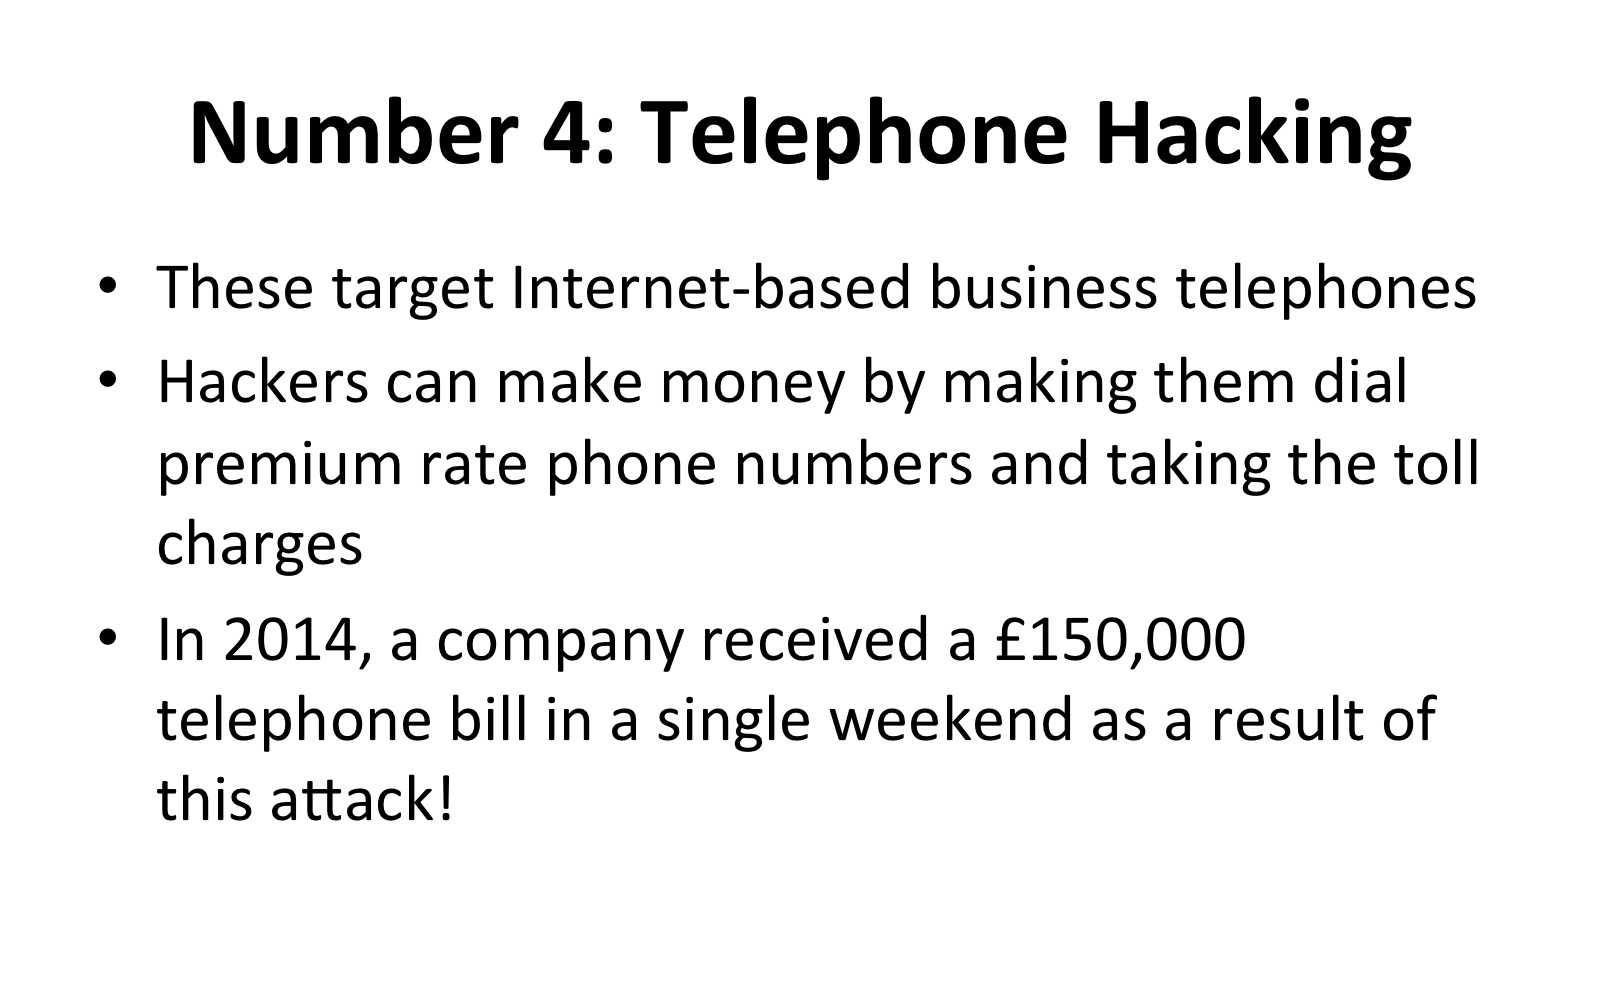 Number 4: Telephone Hacking
• These target Internet-based business telephones
• Hackers can make money by making them dial
premium rate phone numbers and taking the toll
charges
• In 2014, a company received a £150,000
telephone bill in a single weekend as a result of
this attack!